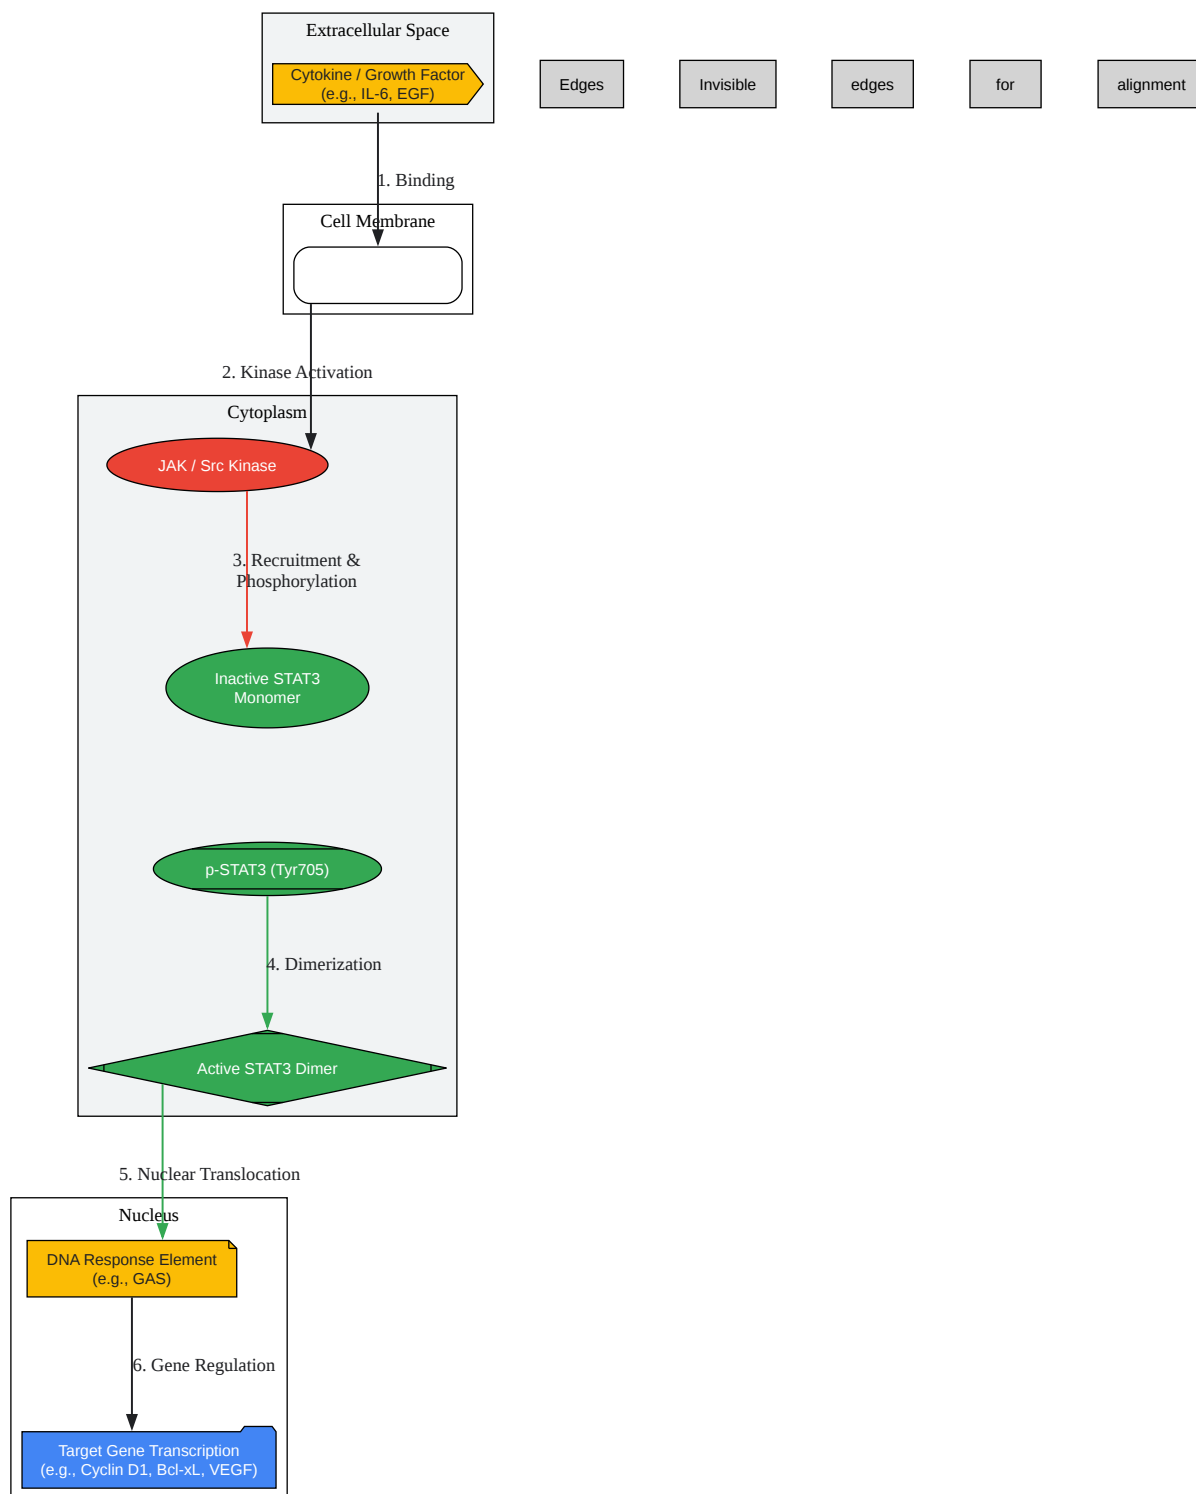 Extracellular Space
Cytokine / Growth Factor
(e.g., IL-6, EGF)
Edges
Invisible
edges
for
alignment
1. Binding
Cell Membrane
2. Kinase Activation
Cytoplasm
JAK / Src Kinase
3. Recruitment &
Phosphorylation
Inactive STAT3
Monomer
p-STAT3 (Tyr705)
4. Dimerization
Active STAT3 Dimer
5. Nuclear Translocation
Nucleus
DNA Response Element
(e.g., GAS)
6. Gene Regulation
Target Gene Transcription
(e.g., Cyclin D1, Bcl-xL, VEGF)